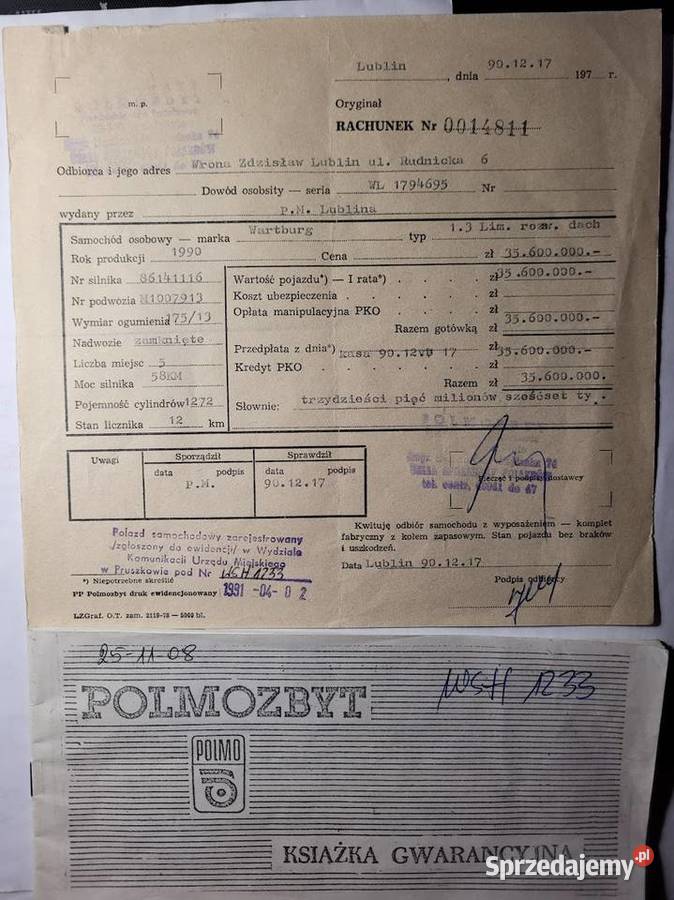 Lublin, dnia 90.12.17 197 r.
m. p.
Oryginał
RACHUNEK Nr 0014811
Odbiorca i jego adres Wrona Zdzisław Lublin ul. Rudnicka 6
Dowód osobsity — seria WL 1794695 Nr
wydany przez P.M. Lublina
Samochód osobowy — marka Wartburg typ 1.3 Lim. rozw. dach
Rok produkcji 1990 Cena zł 35.600.000.-
Nr silnika 86141116
Wartość pojazdu*) — I rata*) zł 35.600.000.-
Nr podwozia N1007913
Koszt ubezpieczenia zł
Wymiar ogumienia 175/13
Opłata manipulacyjna PKO zł
Razem gotówką zł 35.600.000.-
Nadwozie zamknięte
Przedpłata z dnia*) kasa 90.12 17 zł 35.600.000.-
Liczba miejsc 5
Kredyt PKO zł
Moc silnika 58KM
Razem zł 35.600.000.
Pojemność cylindrów 1272
Słownie: trzydzieści pięć milionów sześćset ty.
Stan licznika 12 km
Uwagi
Sporządził
Sprawdził
data podpis
data podpis
P.M.
90.12.17
Pieczęć i podpis dostawcy
Kwituję odbiór samochodu z wyposażeniem — komplet
fabryczny z kołem zapasowym. Stan pojazdu bez braków
i uszkodzeń.
Data Lublin 90.12.17
Podpis odbiorcy
Pojazd samochodowy zarejestrowany
/zgłoszony do ewidencji/ w Wydziale
Komunikacji Urzędu Miejskiego
w Pruszkowie pod Nr WSH 1233
*) Niepotrzebne skreślić
1991 -04- 02
PP Polmozbyt druk ewidencjonowany
LZGraf. O.T. zam. 2119-78 — 5000 bl.
25-11-08
WSH 1233
POLMOZBYT
POLMO
KSIĄŻKA GWARANCYJNA
Sprzedajemy.pl